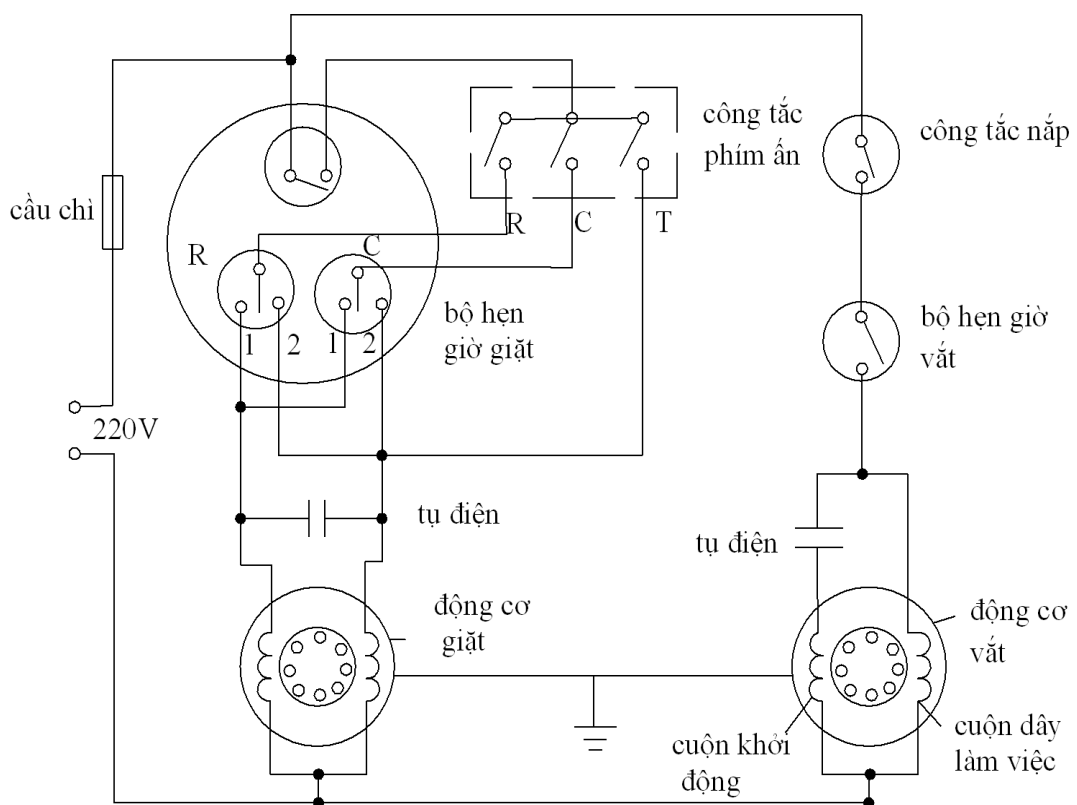 công tắc
phím ấn
công tắc nắp
cầu chì
R
C
T
R
C
1
2
1
2
bộ hẹn
giờ giặt
bộ hẹn giờ
vắt
220V
tụ điện
tụ điện
động cơ
giặt
động cơ
vắt
cuộn khởi
động
cuộn dây
làm việc